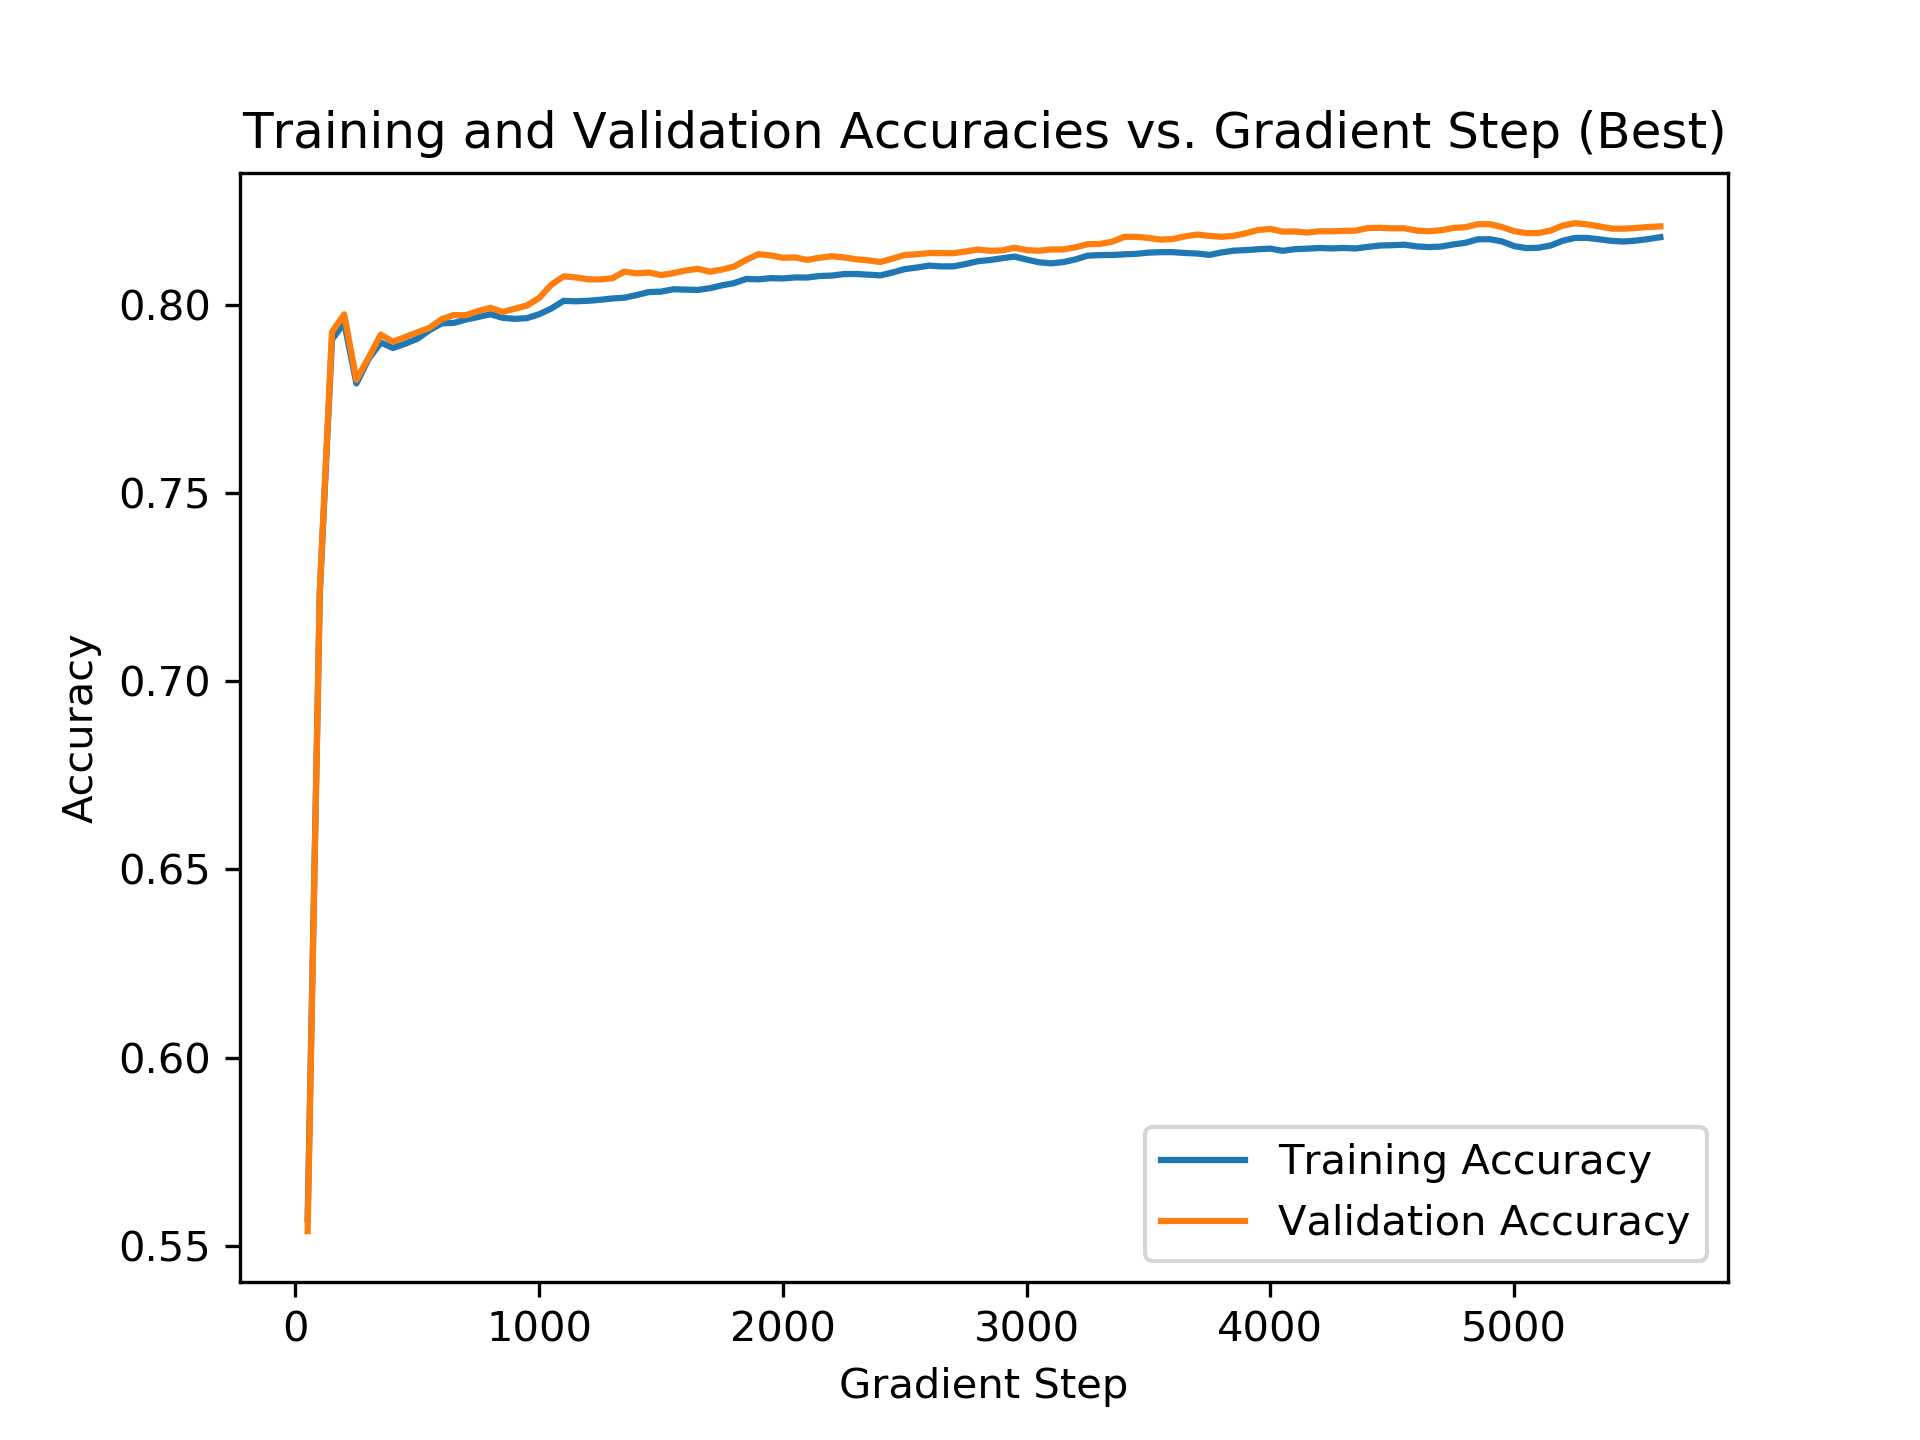 Training and Validation Accuracies vs. Gradient Step (Best)
0.80
0.75
0.70
0.65
0.60
0.55
Accuracy
Training Accuracy
Validation Accuracy
0 1000 2000 3000 4000 5000
Gradient Step